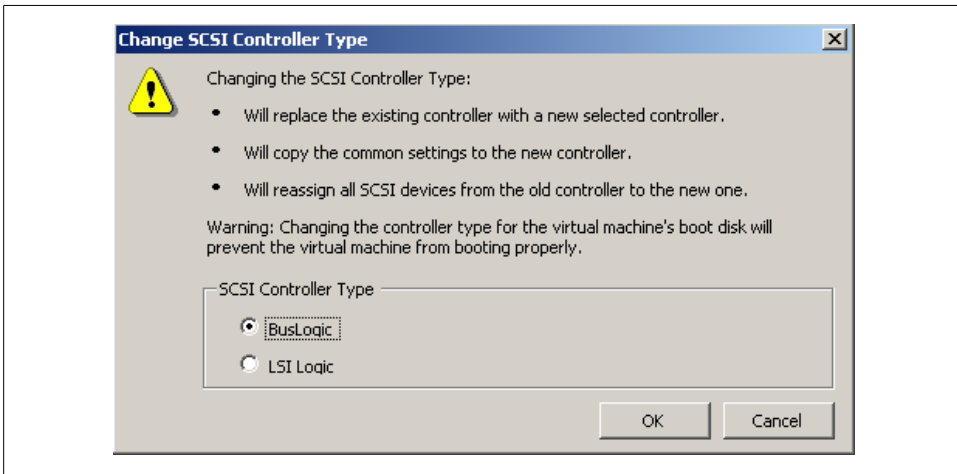 Change SCSI Controller Type
Changing the SCSI Controller Type:
• Will replace the existing controller with a new selected controller.
• Will copy the common settings to the new controller.
• Will reassign all SCSI devices from the old controller to the new one.
Warning: Changing the controller type for the virtual machine's boot disk will
prevent the virtual machine from booting properly.
SCSI Controller Type
BusLogic
LSI Logic
OK Cancel